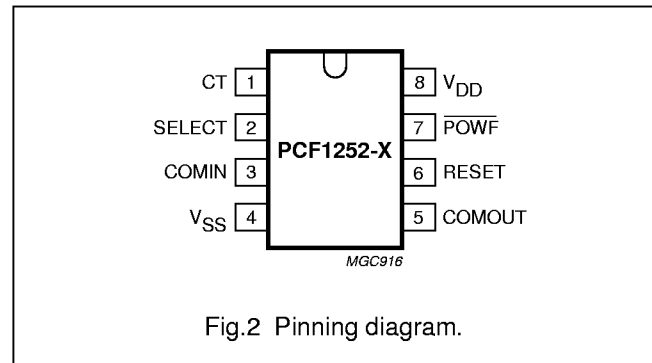 CT 1 8 VDD
SELECT 2 7 POWF
PCF1252-X
COMIN 3 6 RESET
VSS 4 5 COMOUT
MGC916
Fig.2 Pinning diagram.